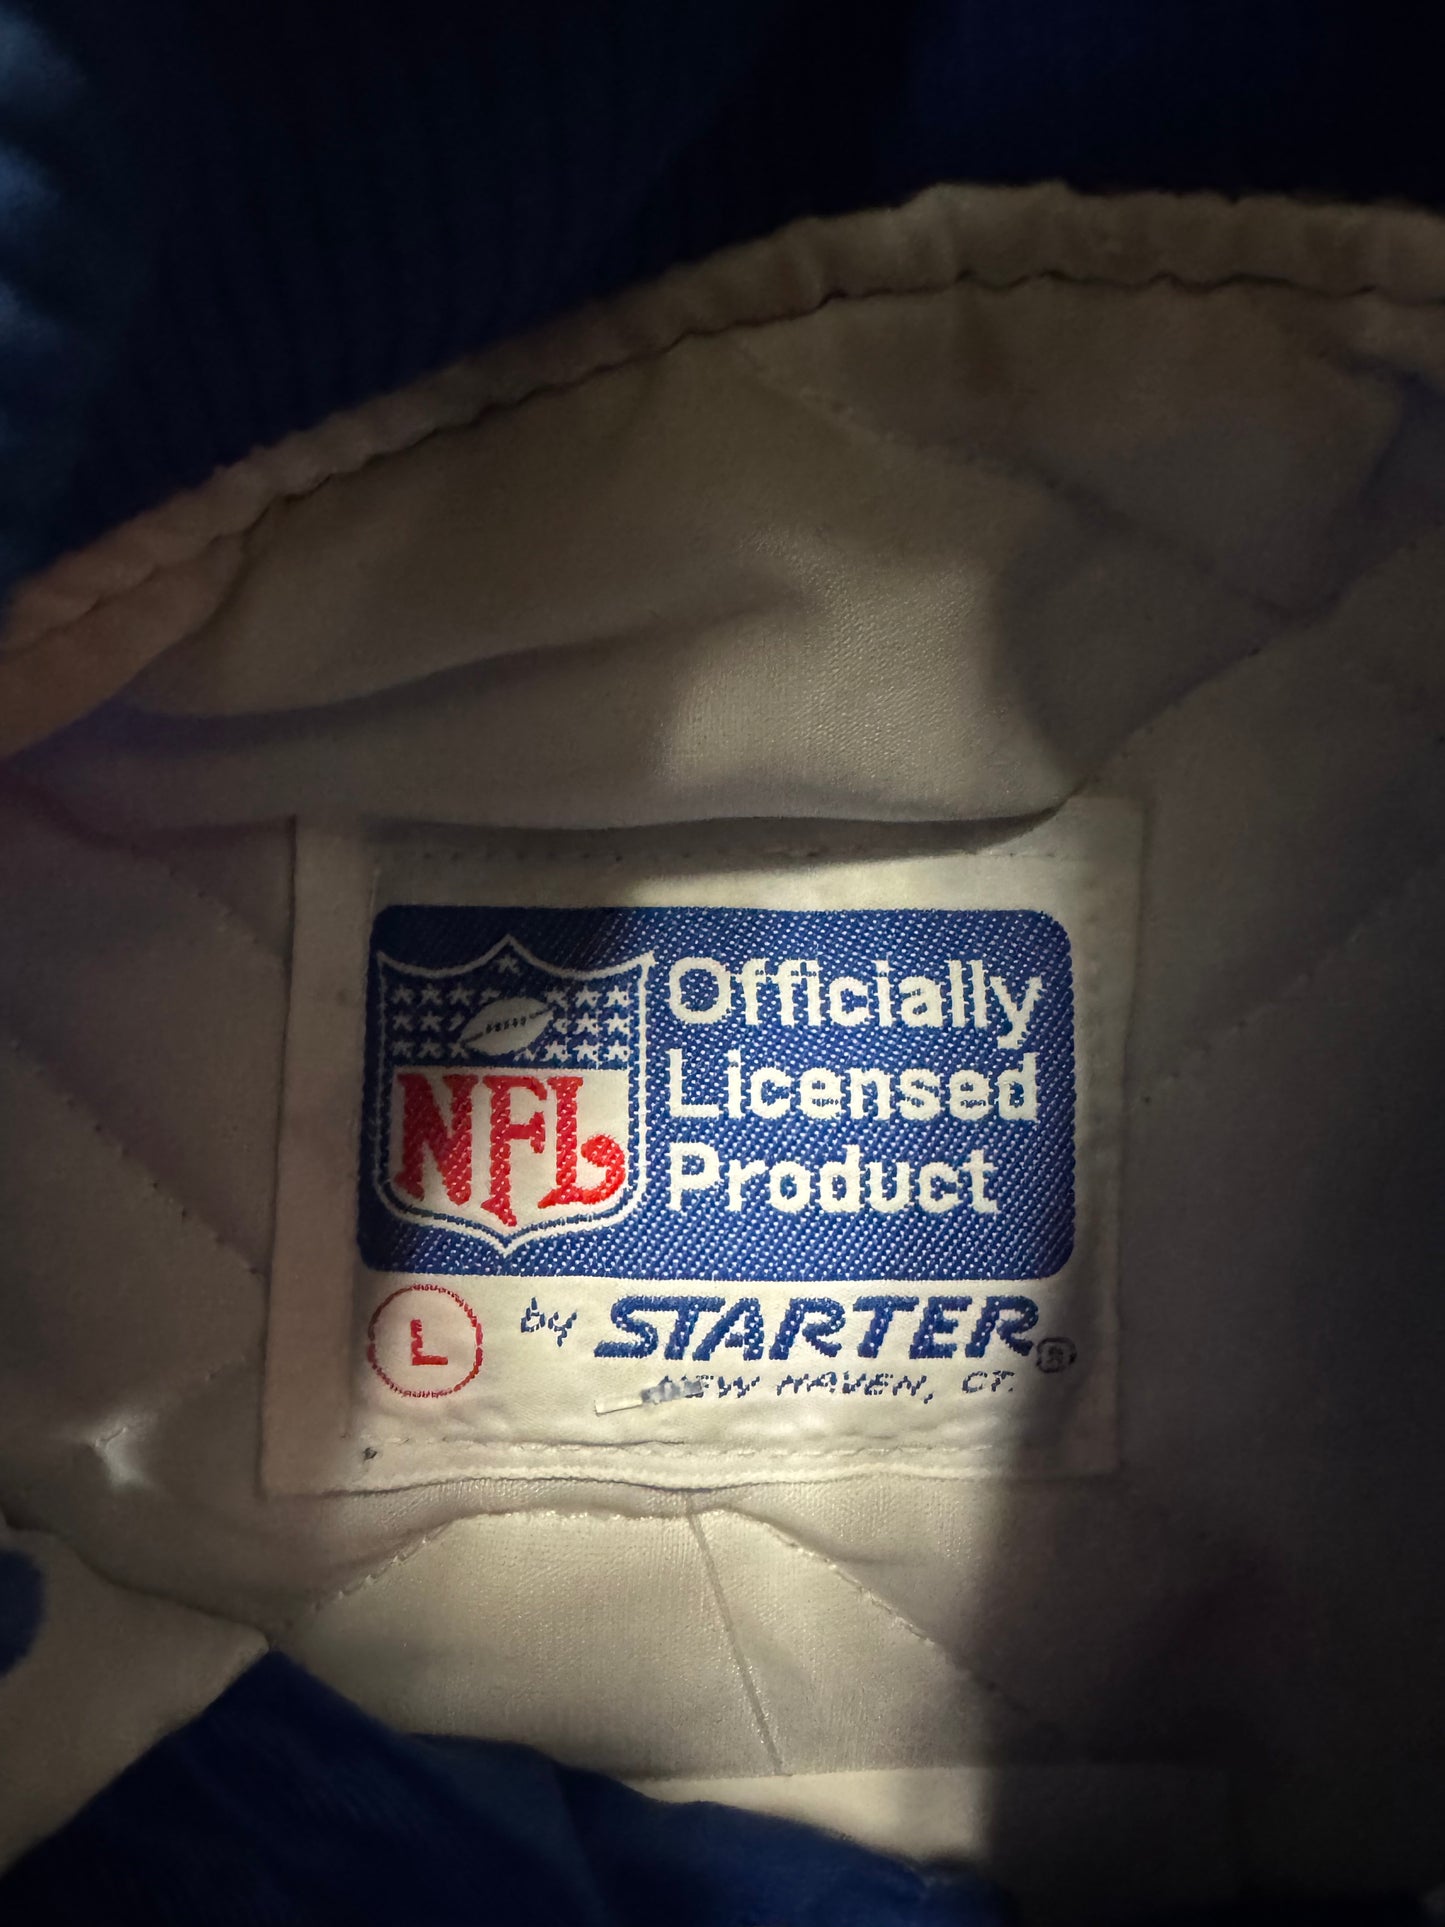 NFL
Officially
Licensed
Product
L
by STARTER®
NEW HAVEN, CT.